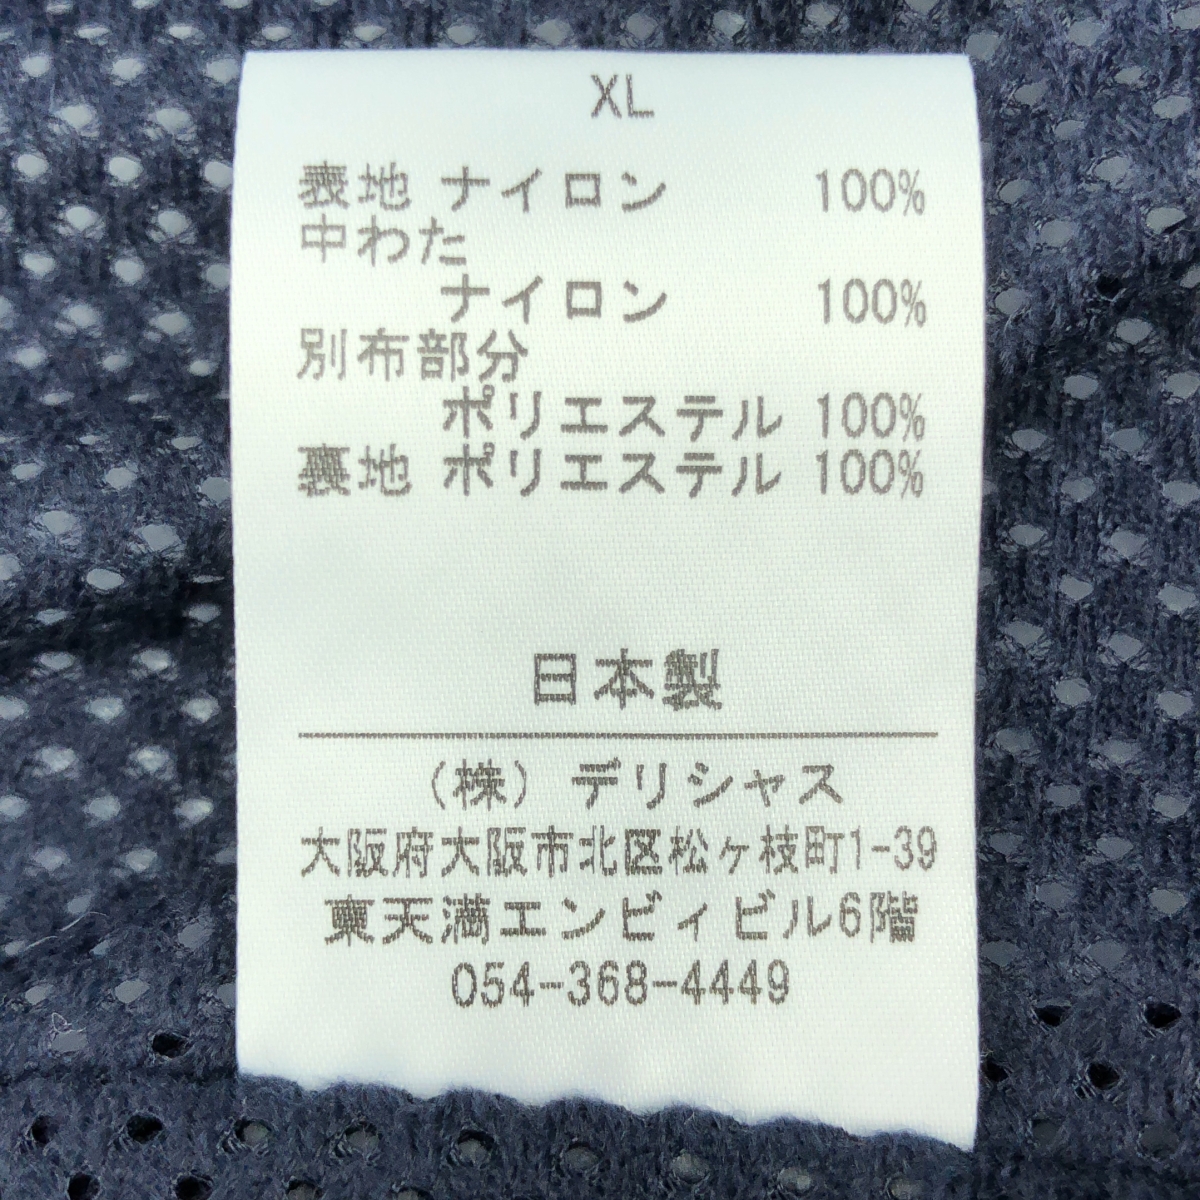 XL
表地 ナイロン 100%
中わた
ナイロン 100%
別布部分
ポリエステル 100%
裏地 ポリエステル 100%
日本製
(株) デリシャス
大阪府大阪市北区松ヶ枝町1-39
東天満エンビィビル6階
054-368-4449